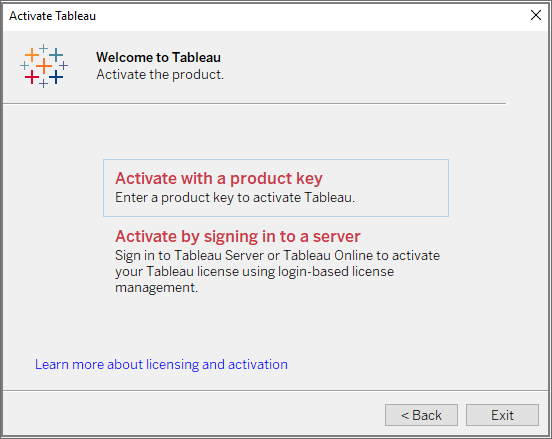 Activate Tableau
Welcome to Tableau
Activate the product.
Activate with a product key
Enter a product key to activate Tableau.
Activate by signing in to a server
Sign in to Tableau Server or Tableau Online to activate
your Tableau license using login-based license
management.
Learn more about licensing and activation
< Back
Exit